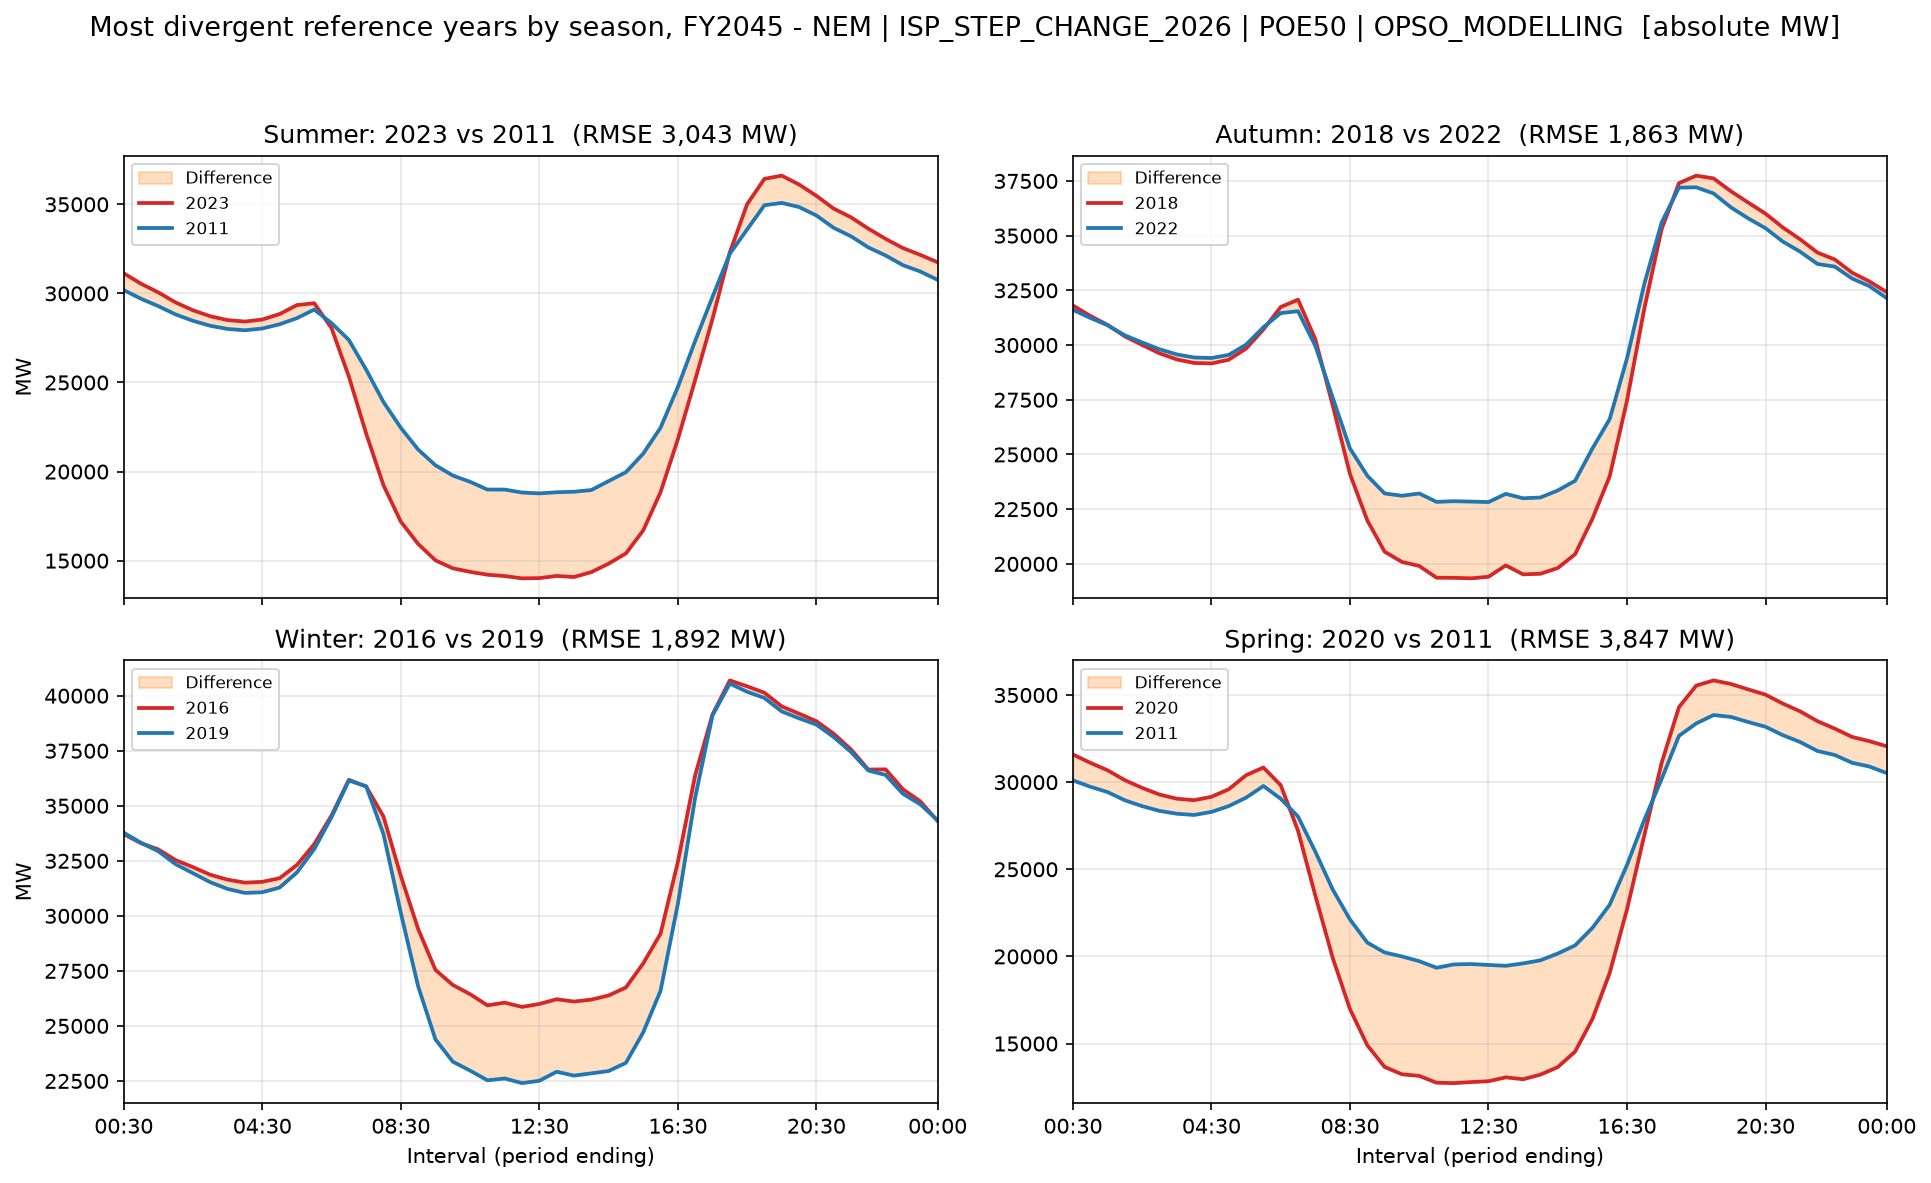 Most divergent reference years by season, FY2045 - NEM | ISP_STEP_CHANGE_2026 | POE50 | OPSO_MODELLING  [absolute MW]
Summer: 2023 vs 2011  (RMSE 3,043 MW)
Difference
2023
2011
35000
30000
25000
20000
15000
MW
Autumn: 2018 vs 2022  (RMSE 1,863 MW)
Difference
2018
2022
37500
35000
32500
30000
27500
25000
22500
20000
Winter: 2016 vs 2019  (RMSE 1,892 MW)
Difference
2016
2019
40000
37500
35000
32500
30000
27500
25000
22500
MW
00:30 04:30 08:30 12:30 16:30 20:30 00:00
Interval (period ending)
Spring: 2020 vs 2011  (RMSE 3,847 MW)
Difference
2020
2011
35000
30000
25000
20000
15000
00:30 04:30 08:30 12:30 16:30 20:30 00:00
Interval (period ending)